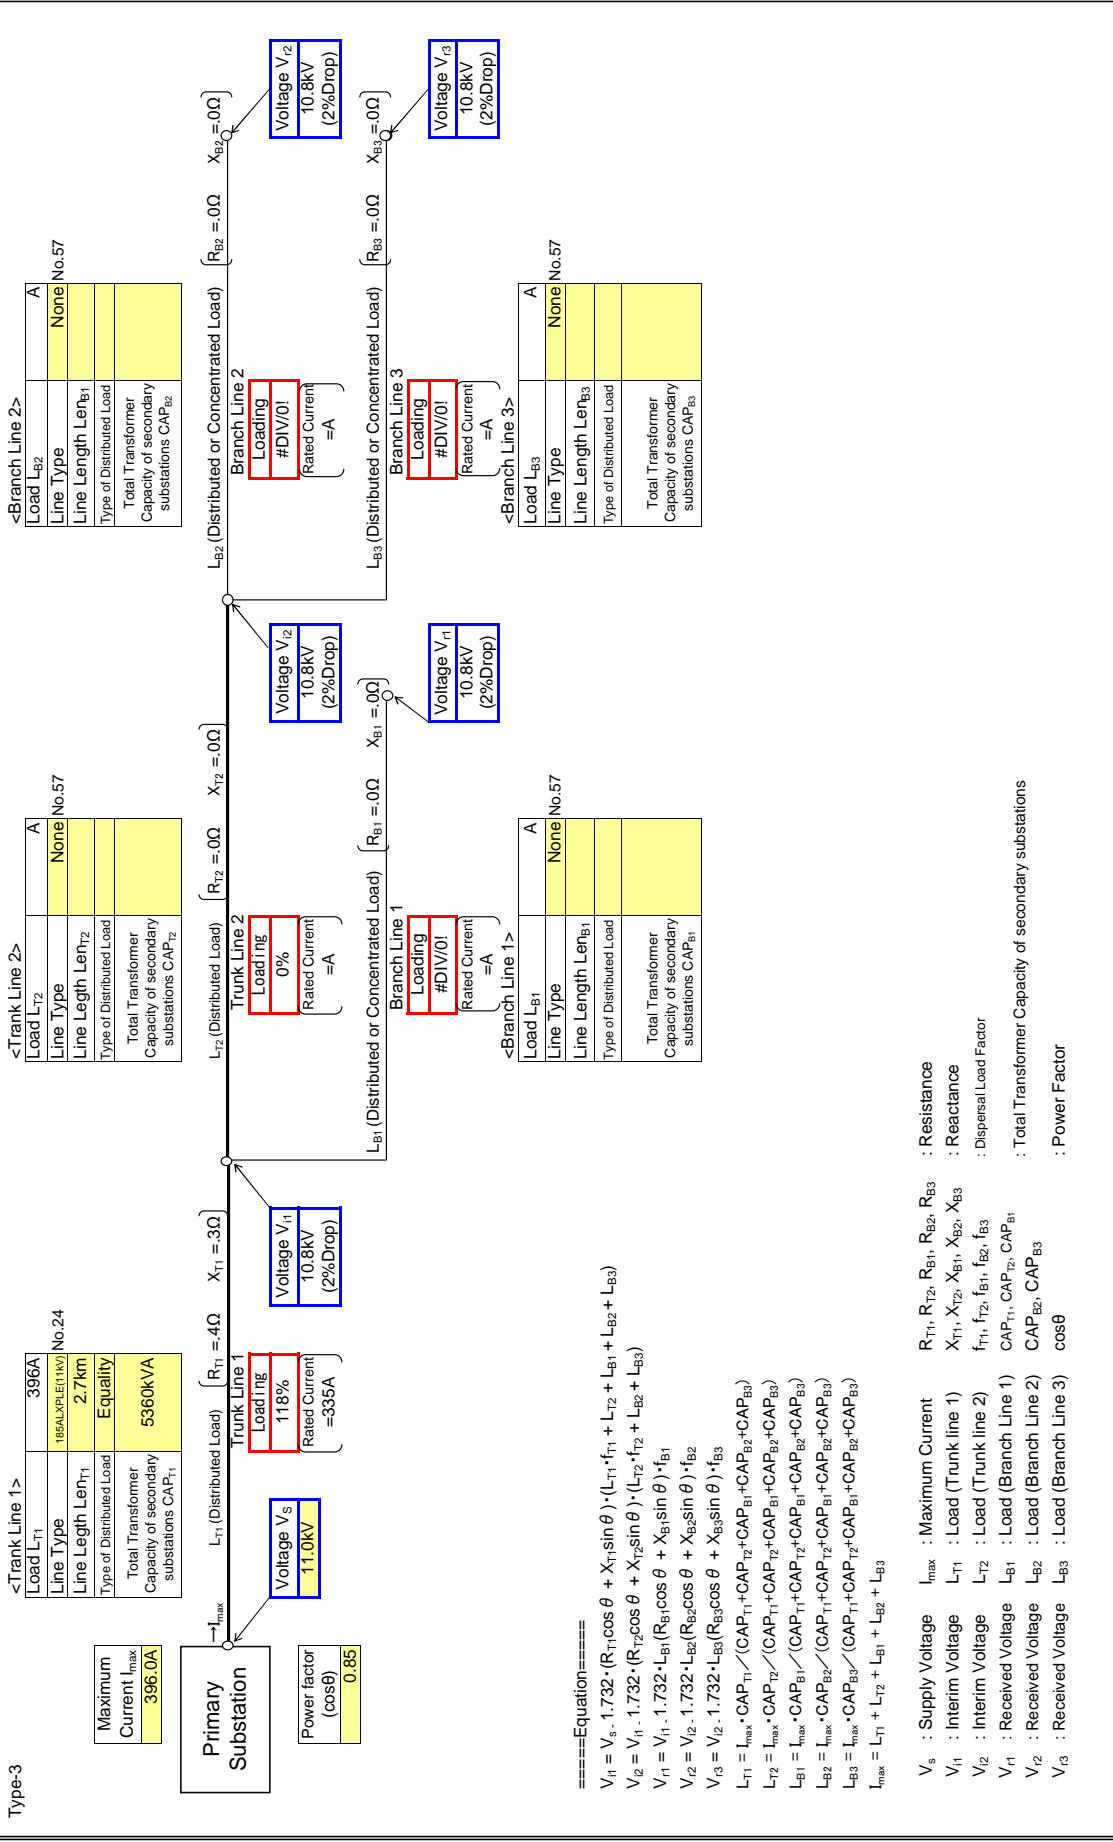 Type-3
Maximum
Current Imax
396.0A
Primary
Substation
→Imax
Power factor
(cosθ)
0.85
Voltage VS
11.0kV
<Trank Line 1>
Load LT1 396A
Line Type 185ALXPLE(11kV) No.24
Line Length LenT1 2.7km
Type of Distributed Load Equality
Total Transformer
Capacity of secondary
substations CAPT1
5360kVA
LT1 (Distributed Load)
RT1 =.4Ω XT1 =.3Ω
Trunk Line 1
Loading
118%
Rated Current
=335A
Voltage Vi1
10.8kV
(2%Drop)
<Trank Line 2>
Load LT2 A
Line Type None No.57
Line Legth LenT2
Type of Distributed Load
Total Transformer
Capacity of secondary
substations CAPT2
LT2 (Distributed Load)
RT2 =.0Ω XT2 =.0Ω
Trunk Line 2
Loading
0%
Rated Current
=A
Voltage Vi2
10.8kV
(2%Drop)
LB1 (Distributed or Concentrated Load)
RB1 =.0Ω XB1 =.0Ω
Branch Line 1
Loading
#DIV/0!
Rated Current
=A
Voltage Vr1
10.8kV
(2%Drop)
<Branch Line 1>
Load LB1 A
Line Type None No.57
Line Length LenB1
Type of Distributed Load
Total Transformer
Capacity of secondary
substations CAPB1
<Branch Line 2>
Load LB2 A
Line Type None No.57
Line Length LenB1
Type of Distributed Load
Total Transformer
Capacity of secondary
substations CAPB2
LB2 (Distributed or Concentrated Load)
RB2 =.0Ω XB2 =.0Ω
Branch Line 2
Loading
#DIV/0!
Rated Current
=A
Voltage Vr2
10.8kV
(2%Drop)
LB3 (Distributed or Concentrated Load)
RB3 =.0Ω XB3 =.0Ω
Branch Line 3
Loading
#DIV/0!
Rated Current
=A
Voltage Vr3
10.8kV
(2%Drop)
<Branch Line 3>
Load LB3 A
Line Type None No.57
Line Length LenB3
Type of Distributed Load
Total Transformer
Capacity of secondary
substations CAPB3
=====Equation=====
Vi1 = VS - 1.732・(RT1cosθ + XT1sinθ)・(LT1・fT1 + LT2 + LB1 + LB2 + LB3)
Vi2 = Vi1 - 1.732・(RT2cosθ + XT2sinθ)・(LT2・fT2 + LB2 + LB3)
Vr1 = Vi1 - 1.732・LB1(RB1cosθ + XB1sinθ)・fB1
Vr2 = Vi2 - 1.732・LB2(RB2cosθ + XB2sinθ)・fB2
Vr3 = Vi2 - 1.732・LB3(RB3cosθ + XB3sinθ)・fB3
LT1 = Imax・CAPT1／(CAPT1+CAPT2+CAPB1+CAPB2+CAPB3)
LT2 = Imax・CAPT2／(CAPT1+CAPT2+CAPB1+CAPB2+CAPB3)
LB1 = Imax・CAPB1／(CAPT1+CAPT2+CAPB1+CAPB2+CAPB3)
LB2 = Imax・CAPB2／(CAPT1+CAPT2+CAPB1+CAPB2+CAPB3)
LB3 = Imax・CAPB3／(CAPT1+CAPT2+CAPB1+CAPB2+CAPB3)
Imax = LT1 + LT2 + LB1 + LB2 + LB3
Vs : Supply Voltage Imax : Maximum Current RT1, RT2, RB1, RB2, RB3 : Resistance
Vi1 : Interim Voltage LT1 : Load (Trunk line 1) XT1, XT2, XB1, XB2, XB3 : Reactance
Vi2 : Interim Voltage LT2 : Load (Trunk line 2) fT1, fT2, fB1, fB2, fB3 : Dispersal Load Factor
Vr1 : Received Voltage LB1 : Load (Branch Line 1) CAPT1, CAPT2, CAPB1 : Total Transformer Capacity of secondary substations
Vr2 : Received Voltage LB2 : Load (Branch Line 2) CAPB2, CAPB3
Vr3 : Received Voltage LB3 : Load (Branch Line 3) cosθ : Power Factor